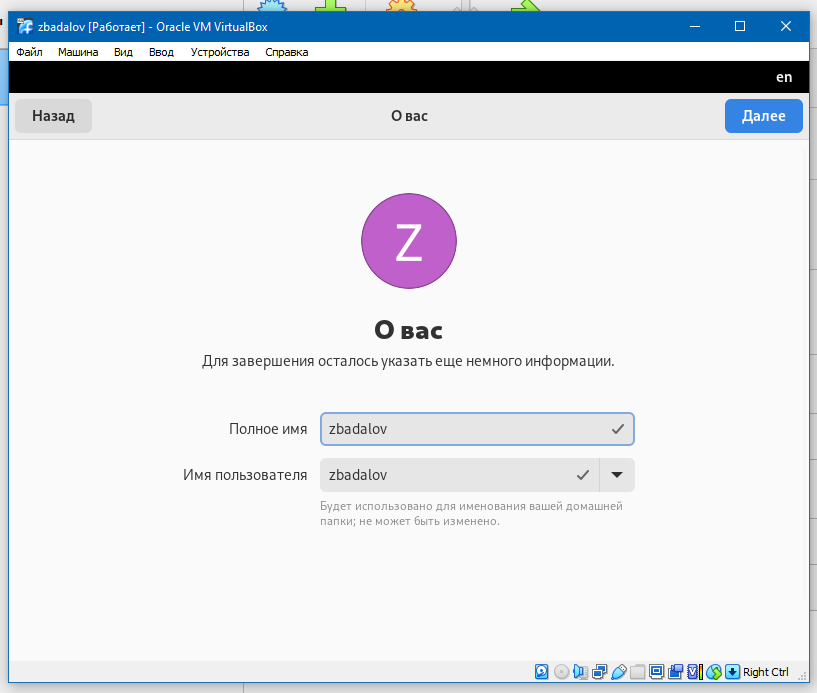 zbadalov [Работает] - Oracle VM VirtualBox
Файл Машина Вид Ввод Устройства Справка
en
Назад О вас Далее
Z
О вас
Для завершения осталось указать еще немного информации.
Полное имя zbadalov
Имя пользователя zbadalov
Будет использовано для именования вашей домашней
папки; не может быть изменено.
Right Ctrl